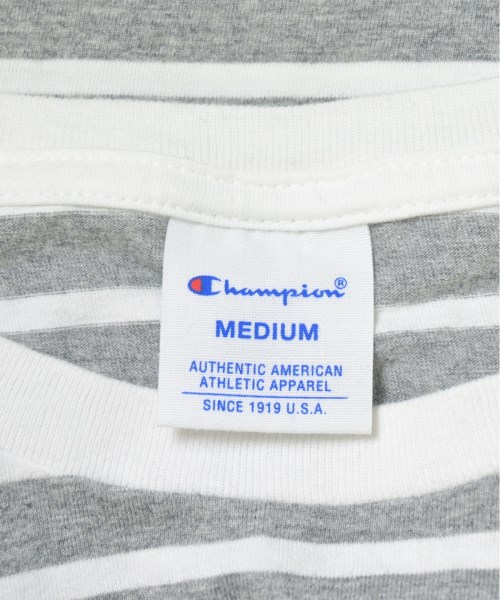 Champion®
MEDIUM
AUTHENTIC AMERICAN
ATHLETIC APPAREL
SINCE 1919 U.S.A.